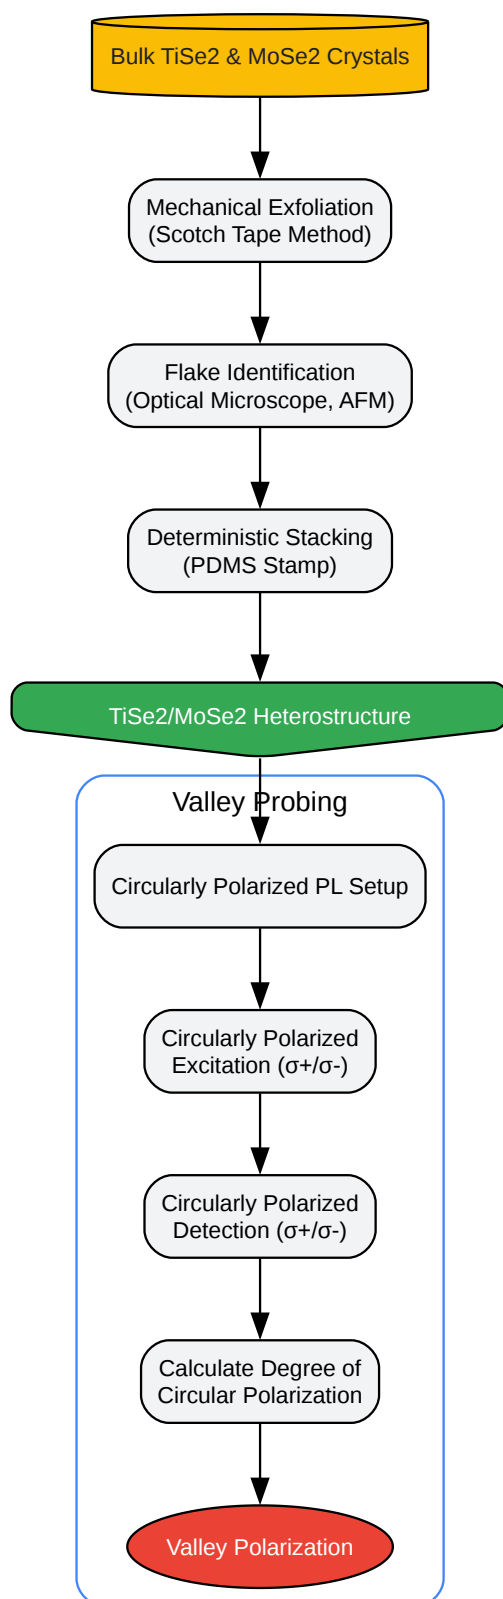 Bulk TiSe2 & MoSe2 Crystals
Mechanical Exfoliation
(Scotch Tape Method)
Flake Identification
(Optical Microscope, AFM)
Deterministic Stacking
(PDMS Stamp)
TiSe2/MoSe2 Heterostructure
Valley Probing
Circularly Polarized PL Setup
Circularly Polarized
Excitation (σ+/σ-)
Circularly Polarized
Detection (σ+/σ-)
Calculate Degree of
Circular Polarization
Valley Polarization